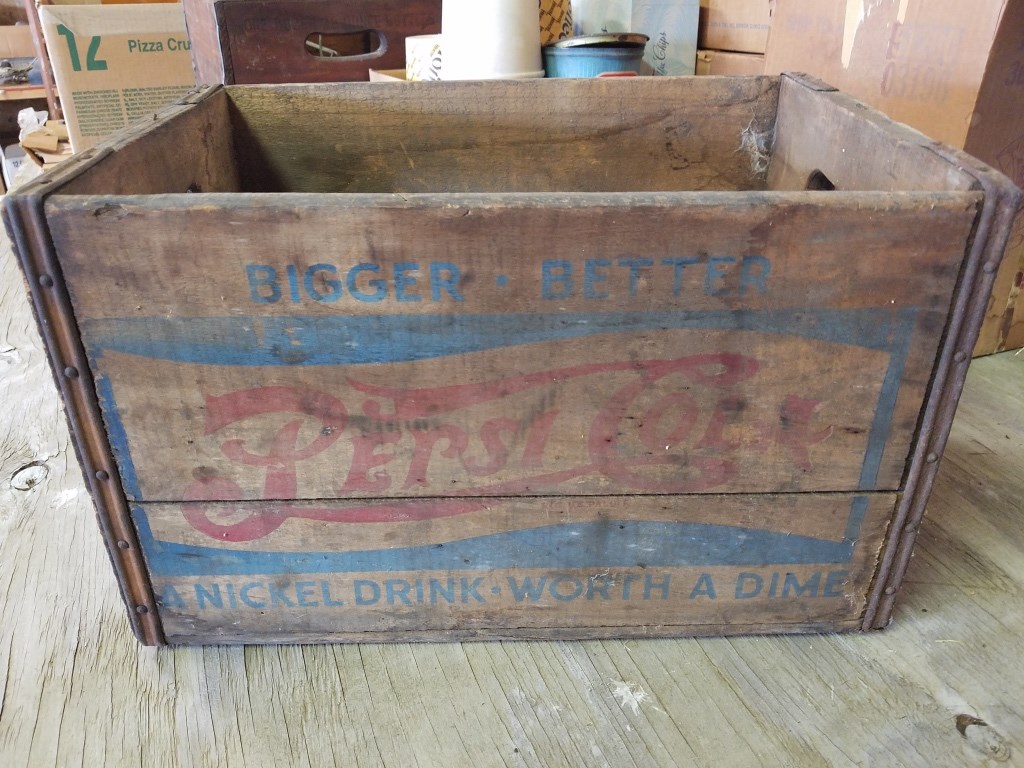 12 Pizza Cru
BIGGER • BETTER
PEPSI COLA
A NICKEL DRINK • WORTH A DIME